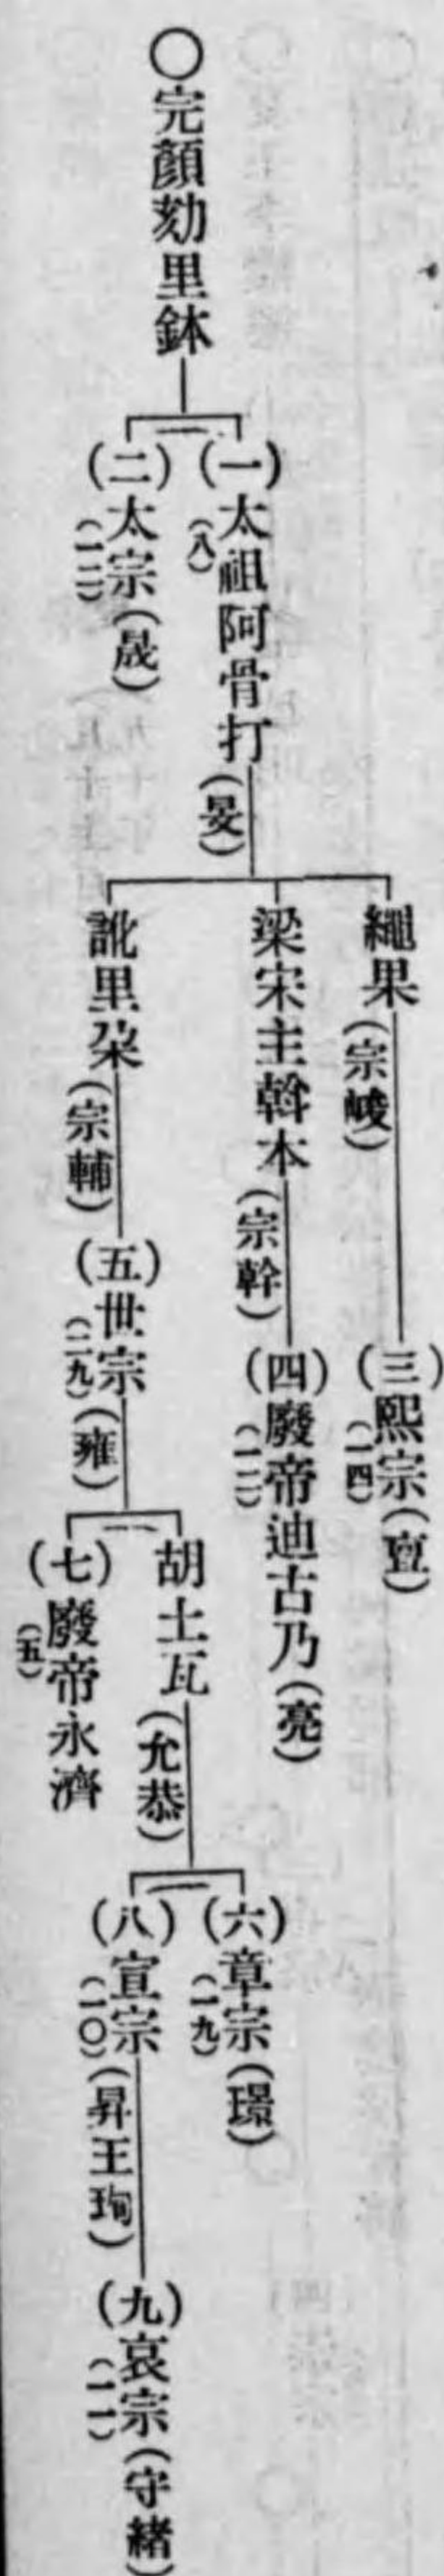 〇完顏劾里鉢
(一)太祖阿骨打(旻)
(八)
(二)太宗(晟)
(一二)
繩果(宗峻)
(三)熙宗(亶)
(一四)
梁宋主斡本(宗幹)
(四)廢帝迪古乃(亮)
(一二)
訛里朶(宗輔)
(五)世宗(雍)
(二九)
胡土瓦(允恭)
(七)廢帝永濟
(五)
(六)章宗(璟)
(一九)
(八)宣宗(昇王珣)
(一〇)
(九)哀宗(守緒)
(一一)